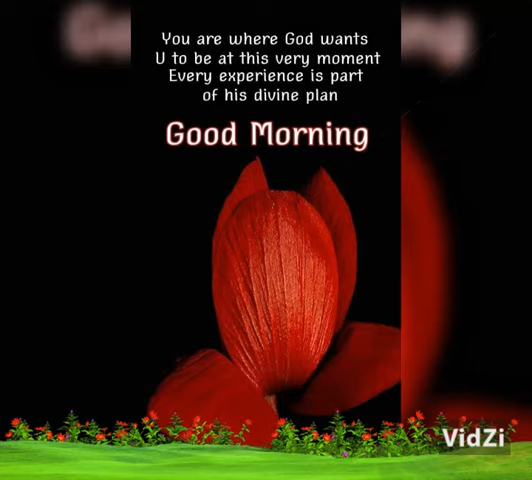 You are where God wants
U to be at this very moment
Every experience is part
of his divine plan
Good Morning
VidZi